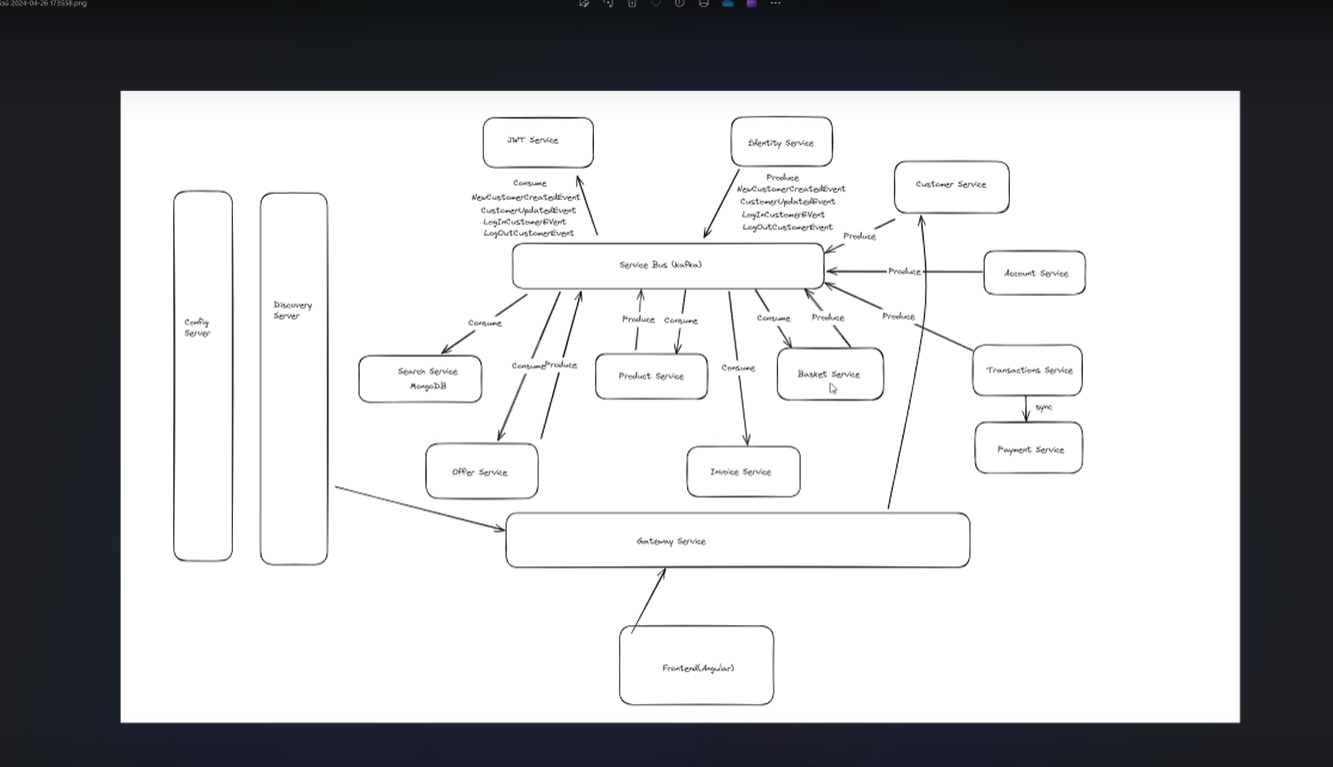 2024-04-26 173558.png
JWT Service
Identity Service
Consume
NewCustomerCreatedEvent
CustomerUpdatedEvent
LogInCustomerEVent
LogOutCustomerEvent
Produce
NewCustomerCreatedEvent
CustomerUpdatedEvent
LogInCustomerEVent
LogOutCustomerEvent
Customer Service
Produce
Service Bus (kafka)
Produce
Account Service
Config
Server
Discovery
Server
Consume
Produce
Consume
Consume
Produce
Produce
Search Service
MongoDB
Consume
Produce
Product Service
Consume
Basket Service
Transactions Service
sync
Offer Service
Invoice Service
Payment Service
Gateway Service
Frontend(Angular)